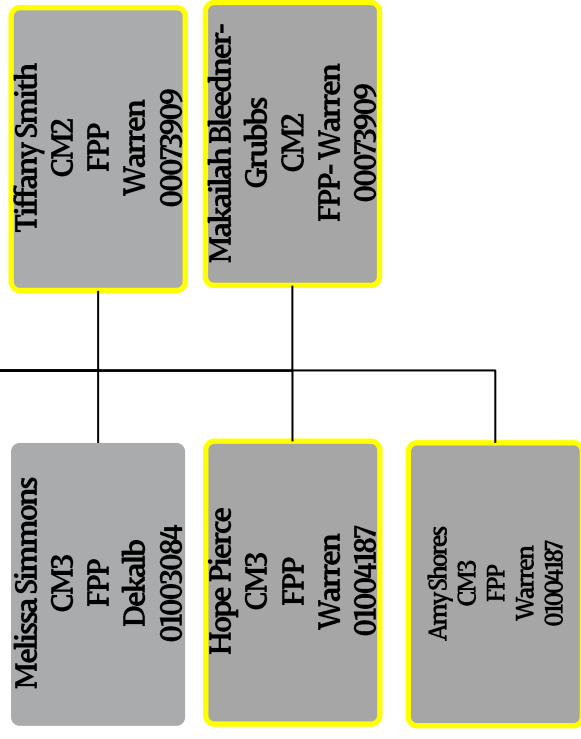 Tiffany Smith
CM2
FPP
Warren
00073909
Makailah Bleedner-
Grubbs
CM2
FPP- Warren
00073909
Melissa Simmons
CM3
FPP
Dekalb
01003084
Hope Pierce
CM3
FPP
Warren
01004187
Amy Shores
CM3
FPP
Warren
01004187